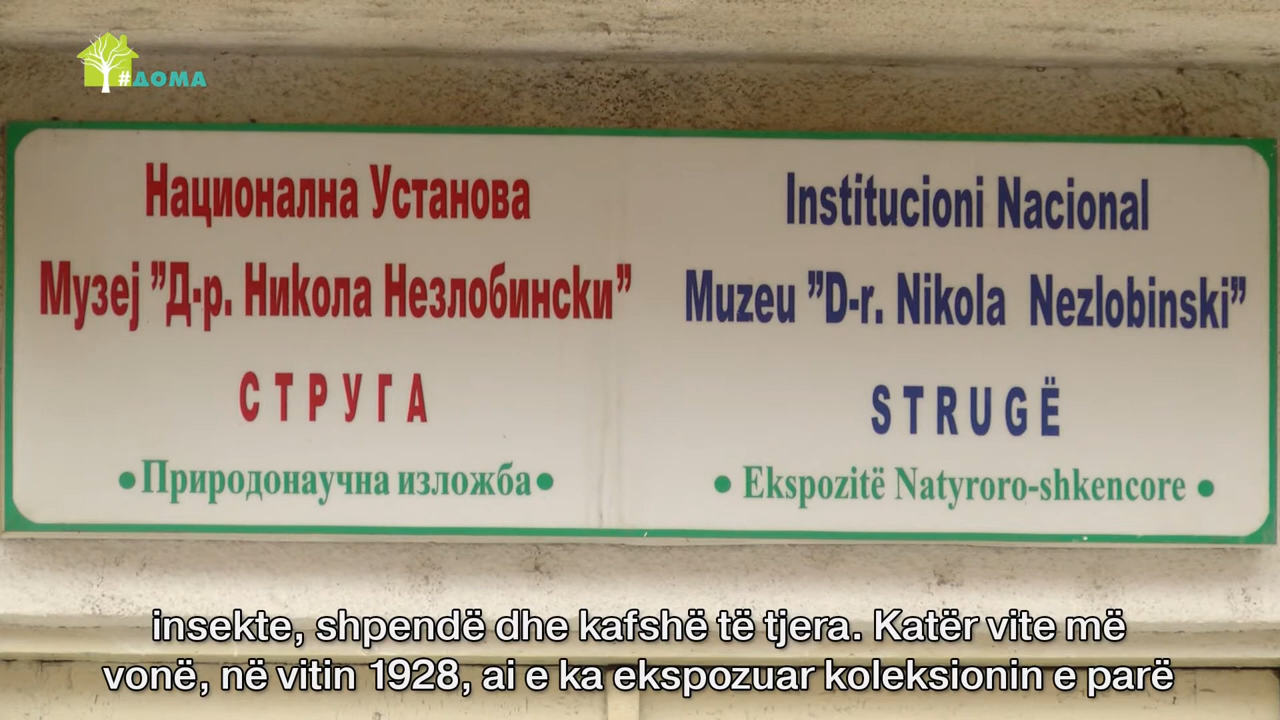 #ДОМА
Национална Установа
Музеј ”Д-р. Никола Незлобински”
СТРУГА
•Природонаучна изложба•
Institucioni Nacional
Muzeu ”D-r. Nikola Nezlobinski”
STRUGË
• Ekspozitë Natyroro-shkencore •
insekte, shpendë dhe kafshë të tjera. Katër vite më
vonë, në vitin 1928, ai e ka ekspozuar koleksionin e parë